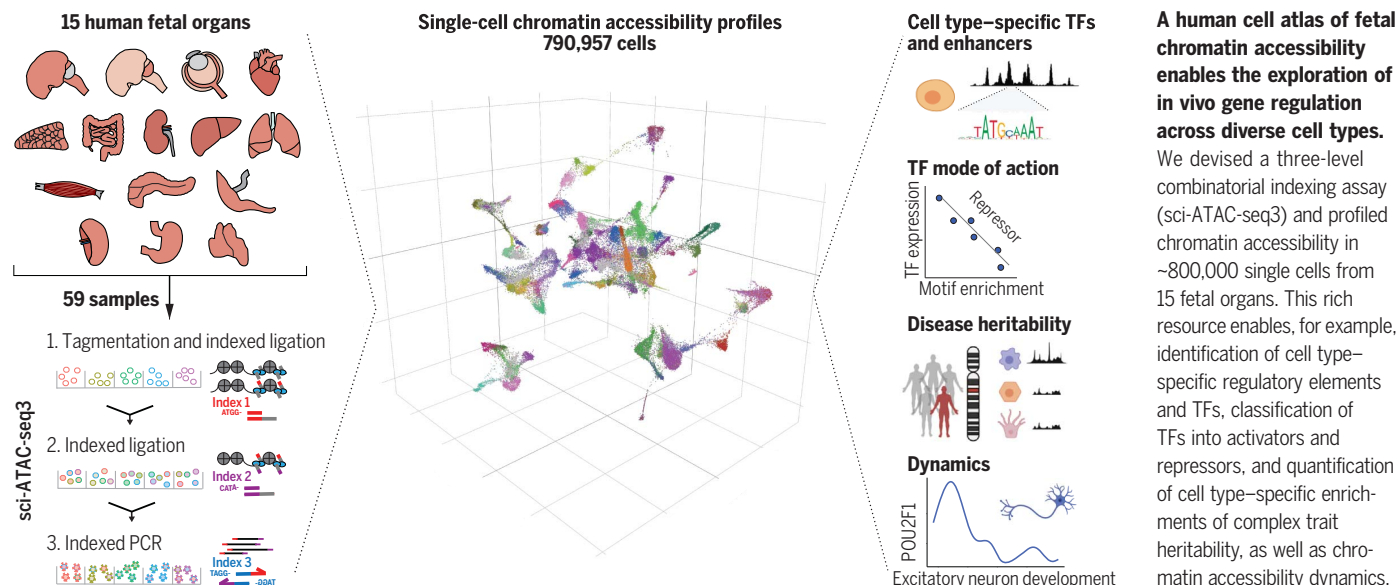 15 human fetal organs
59 samples
sci-ATAC-seq3
1. Tagmentation and indexed ligation
Index 1
ATGG-
2. Indexed ligation
Index 2
CATA-
3. Indexed PCR
Index 3
TAGG-
-GGAT
Single-cell chromatin accessibility profiles
790,957 cells
Cell type–specific TFs
and enhancers
TATGCAAAT
TF mode of action
TF expression
Repressor
Motif enrichment
Disease heritability
Dynamics
POU2F1
Excitatory neuron development
A human cell atlas of fetal
chromatin accessibility
enables the exploration of
in vivo gene regulation
across diverse cell types.
We devised a three-level
combinatorial indexing assay
(sci-ATAC-seq3) and profiled
chromatin accessibility in
~800,000 single cells from
15 fetal organs. This rich
resource enables, for example,
identification of cell type–
specific regulatory elements
and TFs, classification of
TFs into activators and
repressors, and quantification
of cell type–specific enrich-
ments of complex trait
heritability, as well as chro-
matin accessibility dynamics.